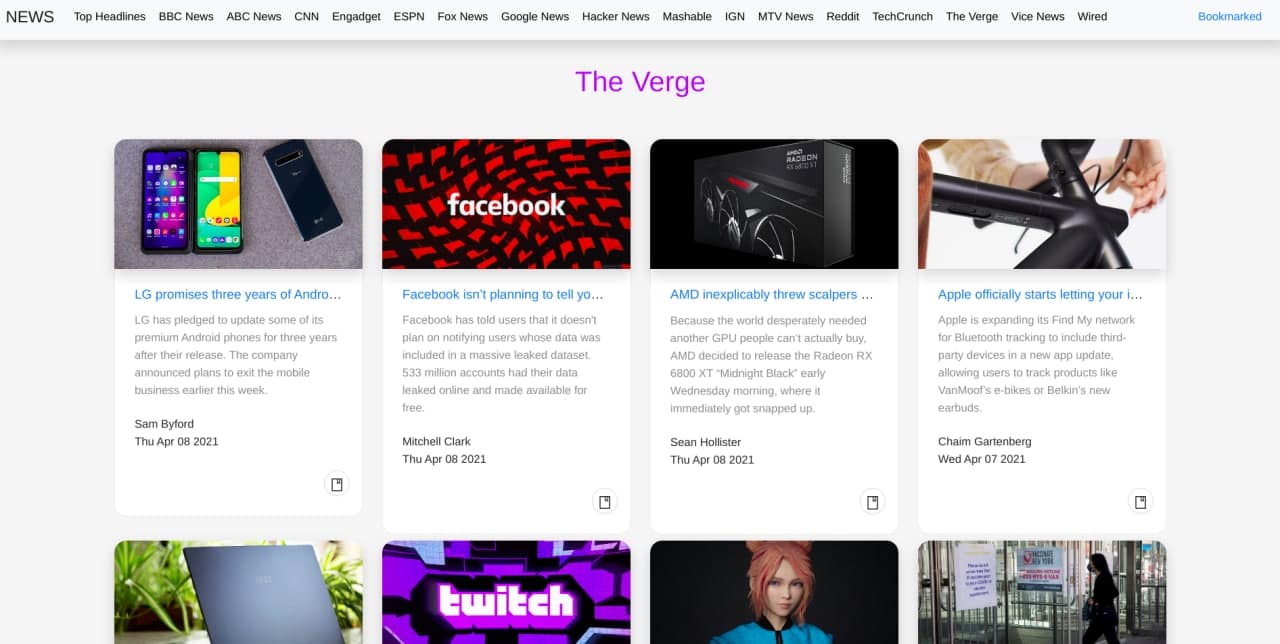 NEWS Top Headlines BBC News ABC News CNN Engadget ESPN Fox News Google News Hacker News Mashable IGN MTV News Reddit TechCrunch The Verge Vice News Wired Bookmarked
The Verge
facebook
AMD
RADEON
RX 6800 XT
LG promises three years of Andro…
LG has pledged to update some of its
premium Android phones for three years
after their release. The company
announced plans to exit the mobile
business earlier this week.
Sam Byford
Thu Apr 08 2021
Facebook isn’t planning to tell yo…
Facebook has told users that it doesn’t
plan on notifying users whose data was
included in a massive leaked dataset.
533 million accounts had their data
leaked online and made available for
free.
Mitchell Clark
Thu Apr 08 2021
AMD inexplicably threw scalpers …
Because the world desperately needed
another GPU people can’t actually buy,
AMD decided to release the Radeon RX
6800 XT “Midnight Black” early
Wednesday morning, where it
immediately got snapped up.
Sean Hollister
Thu Apr 08 2021
Apple officially starts letting your i…
Apple is expanding its Find My network
for Bluetooth tracking to include third-
party devices in a new app update,
allowing users to track products like
VanMoof’s e-bikes or Belkin’s new
earbuds.
Chaim Gartenberg
Wed Apr 07 2021
msi
twitch
VACCINATE
NEW YORK